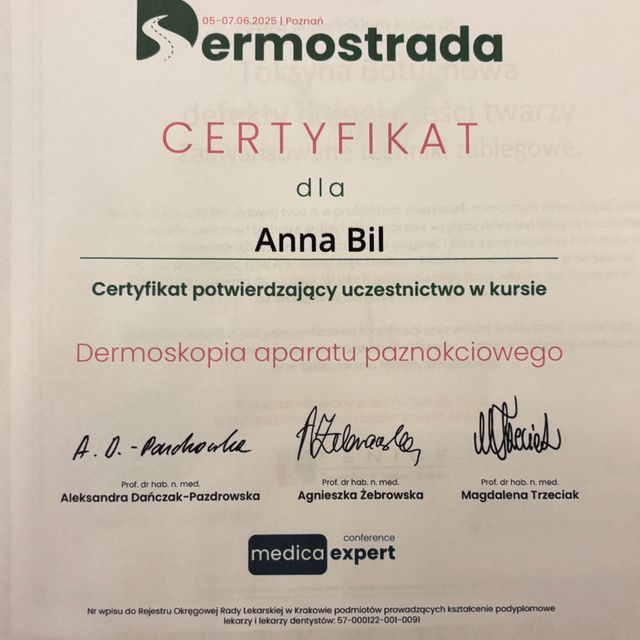 05-07.06.2025 | Poznań
Dermostrada
Toksyna Botulinowa
CERTYFIKAT
dla
Anna Bil
Certyfikat potwierdzający uczestnictwo w kursie
Dermoskopia aparatu paznokciowego
A. D. - Pazdrowska
Prof. dr hab. n. med.
Aleksandra Dańczak-Pazdrowska
Prof. dr hab. n. med.
Agnieszka Żebrowska
Prof. dr hab. n. med.
Magdalena Trzeciak
conference
medica expert
Nr wpisu do Rejestru Okręgowej Rady Lekarskiej w Krakowie podmiotów prowadzących kształcenie podyplomowe
lekarzy i lekarzy dentystów: 57-000122-001-0091